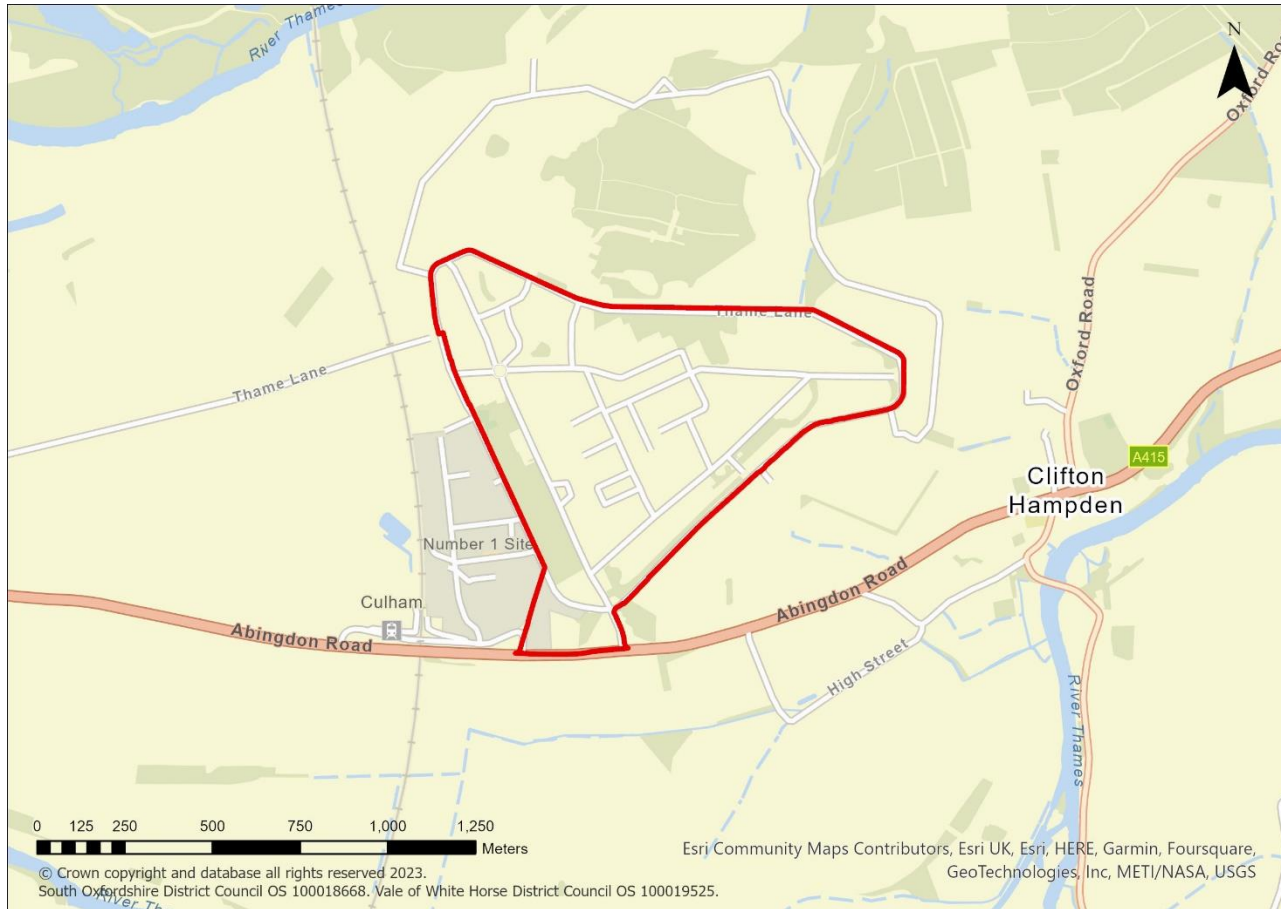 River Thames
N
Oxford Road
Thame Lane
Thame Lane
Oxford Road
A415
Clifton
Hampden
Number 1 Site
Culham
Abingdon Road
Abingdon Road
High Street
River Thames
0 125 250 500 750 1,000 1,250
Meters
Esri Community Maps Contributors, Esri UK, Esri, HERE, Garmin, Foursquare,
GeoTechnologies, Inc, METI/NASA, USGS
© Crown copyright and database all rights reserved 2023.
South Oxfordshire District Council OS 100018668. Vale of White Horse District Council OS 100019525.
River Th